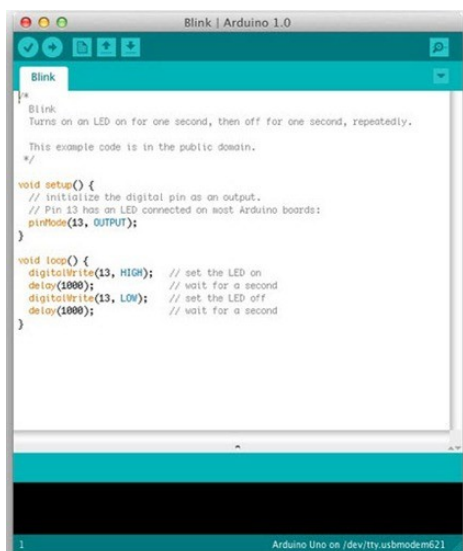 Blink | Arduino 1.0
Blink
/*
  Blink
  Turns on an LED on for one second, then off for one second, repeatedly.

  This example code is in the public domain.
 */

void setup() {
  // initialize the digital pin as an output.
  // Pin 13 has an LED connected on most Arduino boards:
  pinMode(13, OUTPUT);
}

void loop() {
  digitalWrite(13, HIGH);   // set the LED on
  delay(1000);              // wait for a second
  digitalWrite(13, LOW);    // set the LED off
  delay(1000);              // wait for a second
}
1
Arduino Uno on /dev/tty.usbmodem621